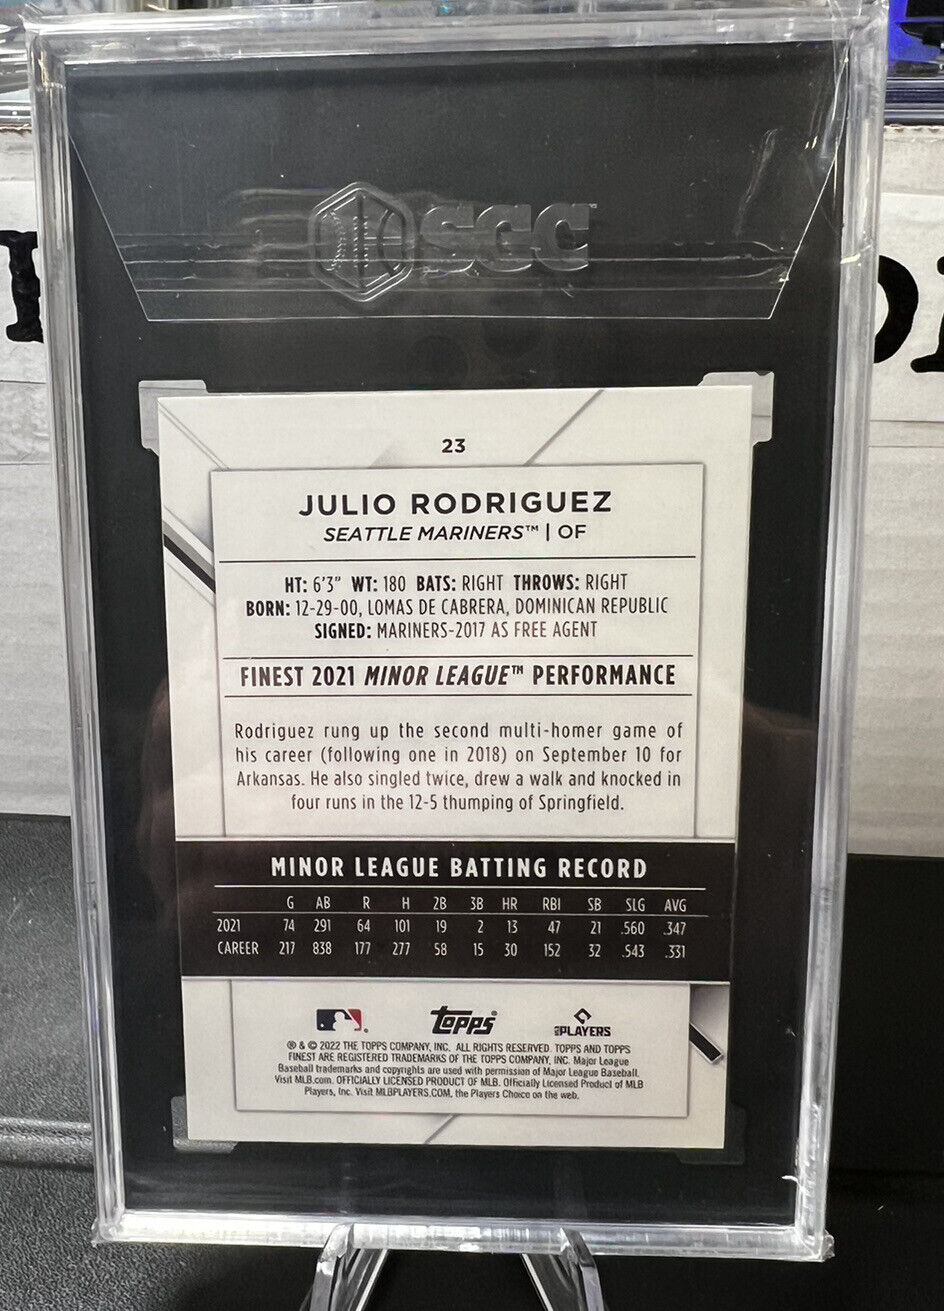 SGC
23
JULIO RODRIGUEZ
SEATTLE MARINERS™ | OF
HT: 6'3" WT: 180 BATS: RIGHT THROWS: RIGHT
BORN: 12-29-00, LOMAS DE CABRERA, DOMINICAN REPUBLIC
SIGNED: MARINERS-2017 AS FREE AGENT
FINEST 2021 MINOR LEAGUE™ PERFORMANCE
Rodriguez rung up the second multi-homer game of
his career (following one in 2018) on September 10 for
Arkansas. He also singled twice, drew a walk and knocked in
four runs in the 12-5 thumping of Springfield.
MINOR LEAGUE BATTING RECORD
G AB R H 2B 3B HR RBI SB SLG AVG
2021 74 291 64 101 19 2 13 47 21 .560 .347
CAREER 217 838 177 277 58 15 30 152 32 .543 .331
topps PLAYERS
® & © 2022 THE TOPPS COMPANY, INC. ALL RIGHTS RESERVED. TOPPS AND TOPPS
FINEST ARE REGISTERED TRADEMARKS OF THE TOPPS COMPANY, INC. Major League
Baseball trademarks and copyrights are used with permission of Major League Baseball.
Visit MLB.com. OFFICIALLY LICENSED PRODUCT OF MLB. Officially Licensed Product of MLB
Players, Inc. Visit MLBPLAYERS.COM, the Players Choice on the web.